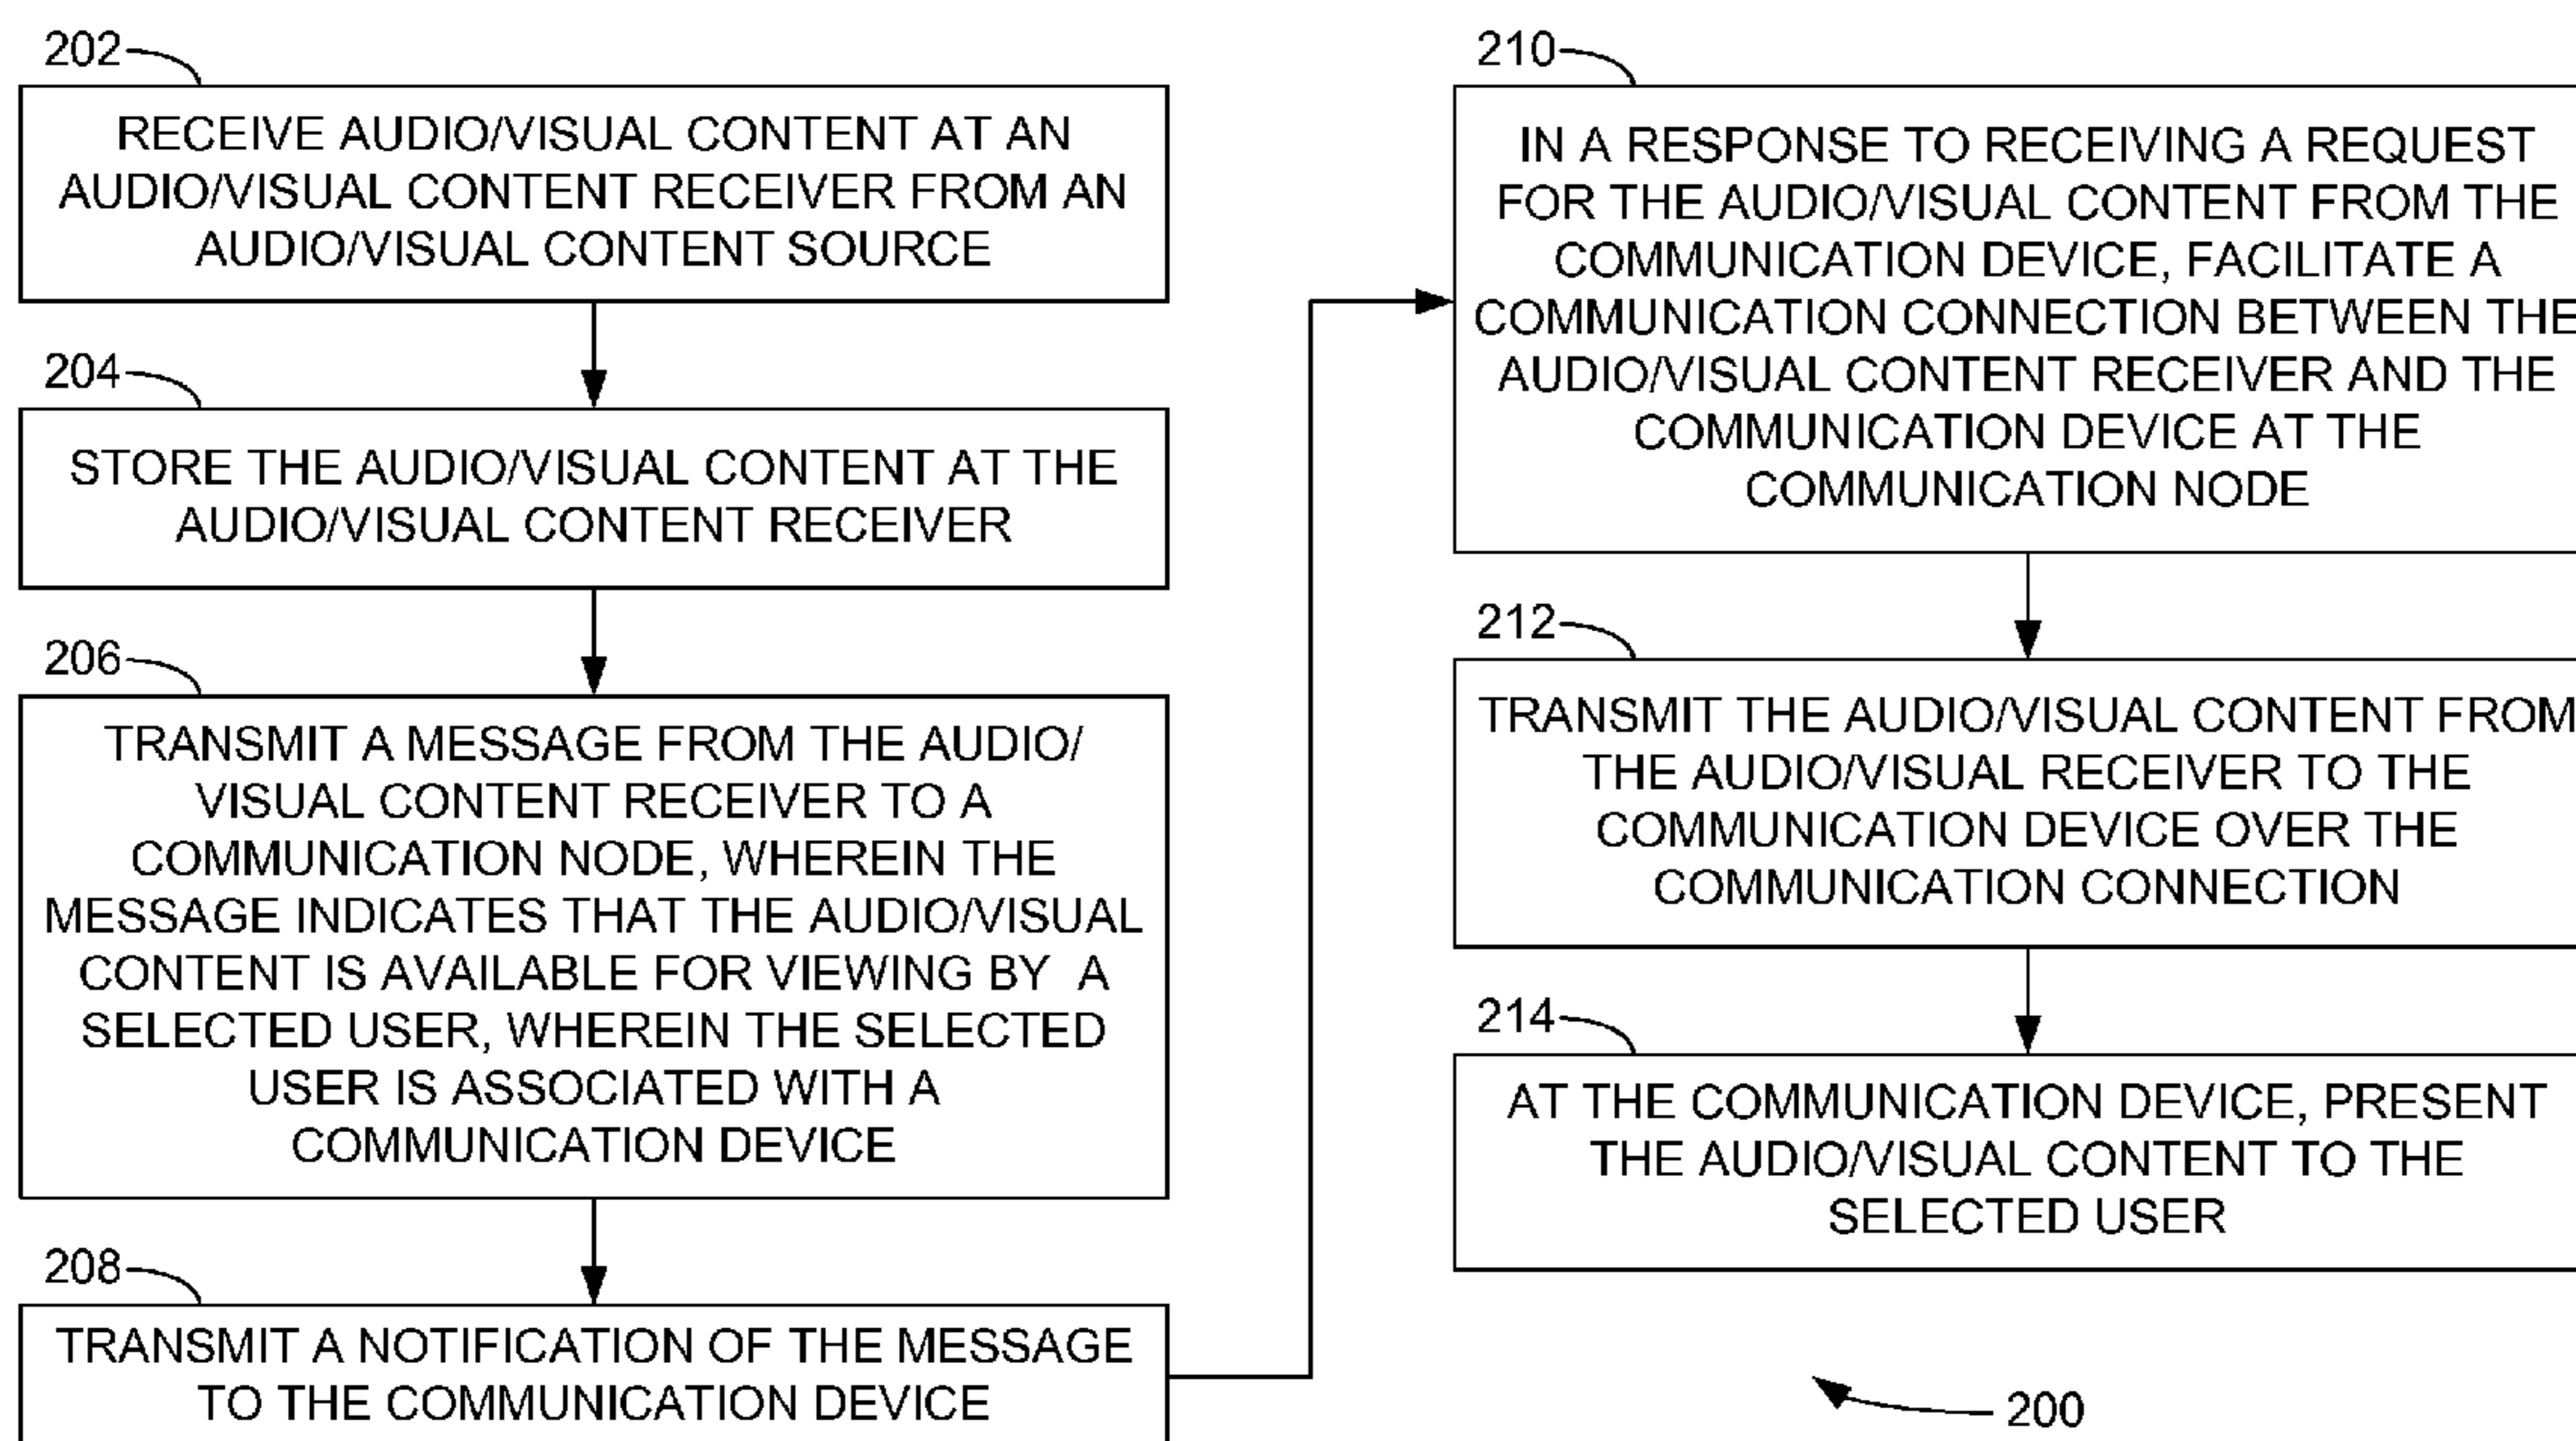 202
RECEIVE AUDIO/VISUAL CONTENT AT AN
AUDIO/VISUAL CONTENT RECEIVER FROM AN
AUDIO/VISUAL CONTENT SOURCE
204
STORE THE AUDIO/VISUAL CONTENT AT THE
AUDIO/VISUAL CONTENT RECEIVER
206
TRANSMIT A MESSAGE FROM THE AUDIO/
VISUAL CONTENT RECEIVER TO A
COMMUNICATION NODE, WHEREIN THE
MESSAGE INDICATES THAT THE AUDIO/VISUAL
CONTENT IS AVAILABLE FOR VIEWING BY A
SELECTED USER, WHEREIN THE SELECTED
USER IS ASSOCIATED WITH A
COMMUNICATION DEVICE
208
TRANSMIT A NOTIFICATION OF THE MESSAGE
TO THE COMMUNICATION DEVICE
210
IN A RESPONSE TO RECEIVING A REQUEST
FOR THE AUDIO/VISUAL CONTENT FROM THE
COMMUNICATION DEVICE, FACILITATE A
COMMUNICATION CONNECTION BETWEEN THE
AUDIO/VISUAL CONTENT RECEIVER AND THE
COMMUNICATION DEVICE AT THE
COMMUNICATION NODE
212
TRANSMIT THE AUDIO/VISUAL CONTENT FROM
THE AUDIO/VISUAL RECEIVER TO THE
COMMUNICATION DEVICE OVER THE
COMMUNICATION CONNECTION
214
AT THE COMMUNICATION DEVICE, PRESENT
THE AUDIO/VISUAL CONTENT TO THE
SELECTED USER
200